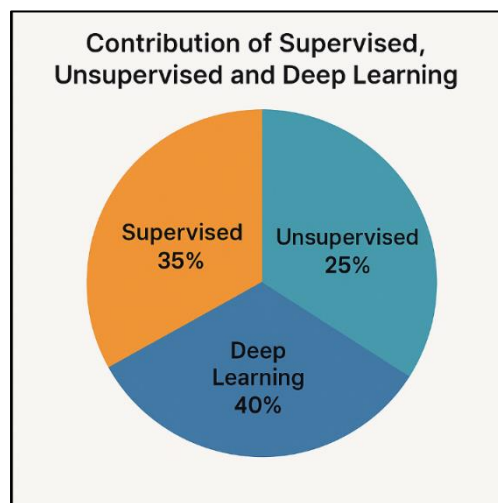 Contribution of Supervised,
Unsupervised and Deep Learning
Supervised
35%
Unsupervised
25%
Deep
Learning
40%